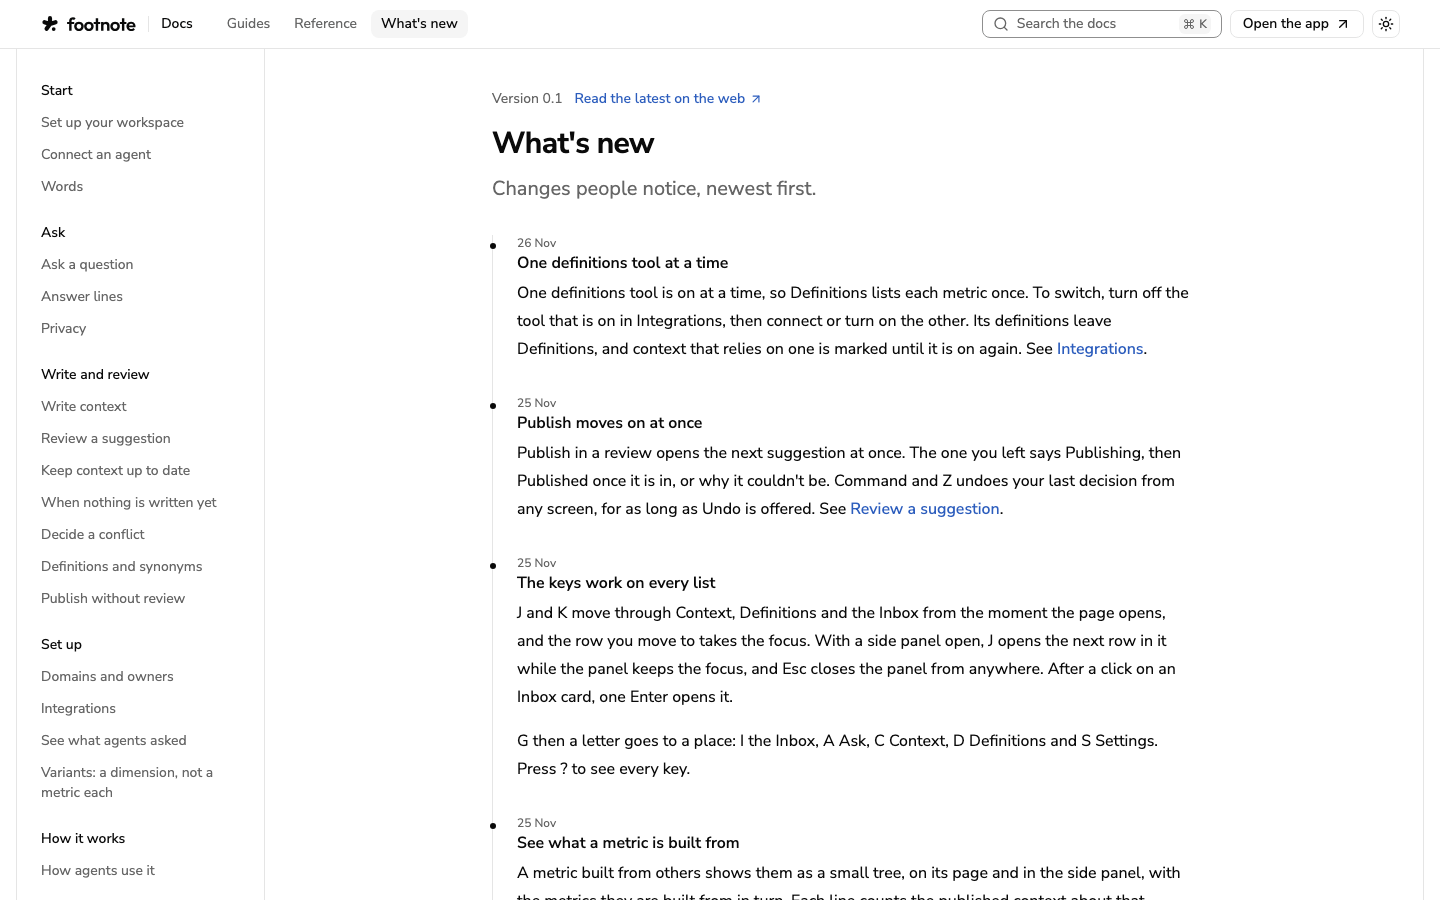 footnote
Docs
Guides
Reference
What's new
Search the docs
⌘ K
Open the app
Start
Set up your workspace
Connect an agent
Words
Ask
Ask a question
Answer lines
Privacy
Write and review
Write context
Review a suggestion
Keep context up to date
When nothing is written yet
Decide a conflict
Definitions and synonyms
Publish without review
Set up
Domains and owners
Integrations
See what agents asked
Variants: a dimension, not a
metric each
How it works
How agents use it
Version 0.1 Read the latest on the web
What's new
Changes people notice, newest first.
26 Nov
One definitions tool at a time
One definitions tool is on at a time, so Definitions lists each metric once. To switch, turn off the
tool that is on in Integrations, then connect or turn on the other. Its definitions leave
Definitions, and context that relies on one is marked until it is on again. See Integrations.
25 Nov
Publish moves on at once
Publish in a review opens the next suggestion at once. The one you left says Publishing, then
Published once it is in, or why it couldn't be. Command and Z undoes your last decision from
any screen, for as long as Undo is offered. See Review a suggestion.
25 Nov
The keys work on every list
J and K move through Context, Definitions and the Inbox from the moment the page opens,
and the row you move to takes the focus. With a side panel open, J opens the next row in it
while the panel keeps the focus, and Esc closes the panel from anywhere. After a click on an
Inbox card, one Enter opens it.
G then a letter goes to a place: I the Inbox, A Ask, C Context, D Definitions and S Settings.
Press ? to see every key.
25 Nov
See what a metric is built from
A metric built from others shows them as a small tree, on its page and in the side panel, with
the metrics they are built from in turn. Each line counts the published context about that